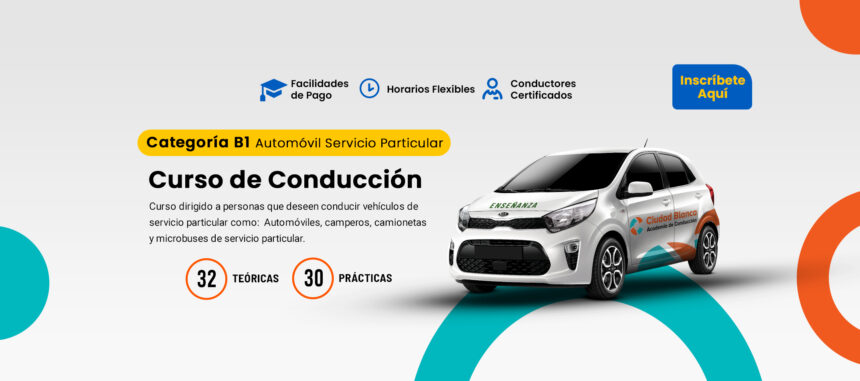 Facilidades
de Pago
Horarios Flexibles
Conductores
Certificados
Inscríbete
Aquí
Categoría B1 Automóvil Servicio Particular
Curso de Conducción
Curso dirigido a personas que deseen conducir vehículos de
servicio particular como: Automóviles, camperos, camionetas
y microbuses de servicio particular.
32 TEÓRICAS 30 PRÁCTICAS
ENSEÑANZA
KIA
Ciudad Blanca
Academia de Conducción